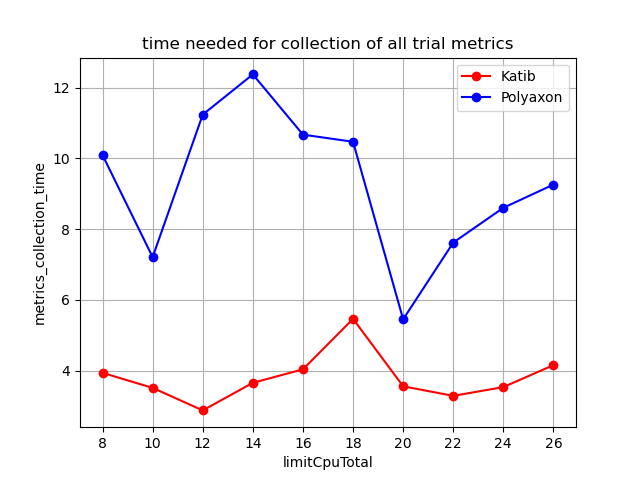 time needed for collection of all trial metrics
Katib
Polyaxon
metrics_collection_time
12
10
8
6
4
8 10 12 14 16 18 20 22 24 26
limitCpuTotal